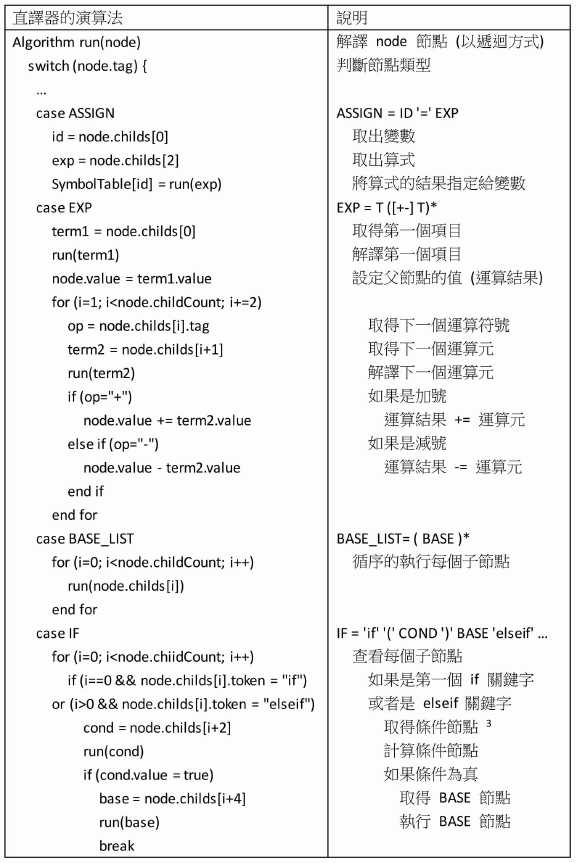 直譯器的演算法 說明
Algorithm run(node) 解譯 node 節點 (以遞迴方式)
switch (node.tag) { 判斷節點類型
...
case ASSIGN ASSIGN = ID '=' EXP
id = node.childs[0] 取出變數
exp = node.childs[2] 取出算式
SymbolTable[id] = run(exp) 將算式的結果指定給變數
case EXP EXP = T ([+-] T)*
term1 = node.childs[0] 取得第一個項目
run(term1) 解譯第一個項目
node.value = term1.value 設定父節點的值 (運算結果)
for (i=1; i<node.childCount; i+=2)
op = node.childs[i].tag 取得下一個運算符號
term2 = node.childs[i+1] 取得下一個運算元
run(term2) 解譯下一個運算元
if (op="+") 如果是加號
node.value += term2.value 運算結果 += 運算元
else if (op="-") 如果是減號
node.value - term2.value 運算結果 -= 運算元
end if
end for
case BASE_LIST BASE_LIST= ( BASE )*
for (i=0; i<node.childCount; i++) 循序的執行每個子節點
run(node.childs[i])
end for
case IF IF = 'if' '(' COND ')' BASE 'elseif' …
for (i=0; i<node.chiidCount; i++) 查看每個子節點
if (i==0 && node.childs[i].token = "if") 如果是第一個 if 關鍵字
or (i>0 && node.childs[i].token = "elseif") 或者是 elseif 關鍵字
cond = node.childs[i+2] 取得條件節點 3
run(cond) 計算條件節點
if (cond.value = true) 如果條件為真
base = node.childs[i+4] 取得 BASE 節點
run(base) 執行 BASE 節點
break